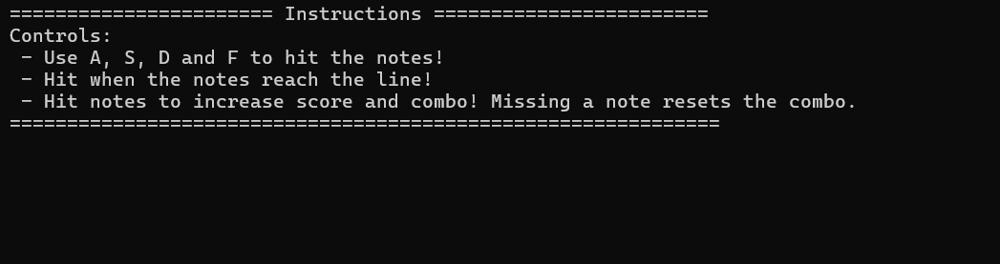 ======================= Instructions ========================
Controls:
 - Use A, S, D and F to hit the notes!
 - Hit when the notes reach the line!
 - Hit notes to increase score and combo! Missing a note resets the combo.
==============================================================